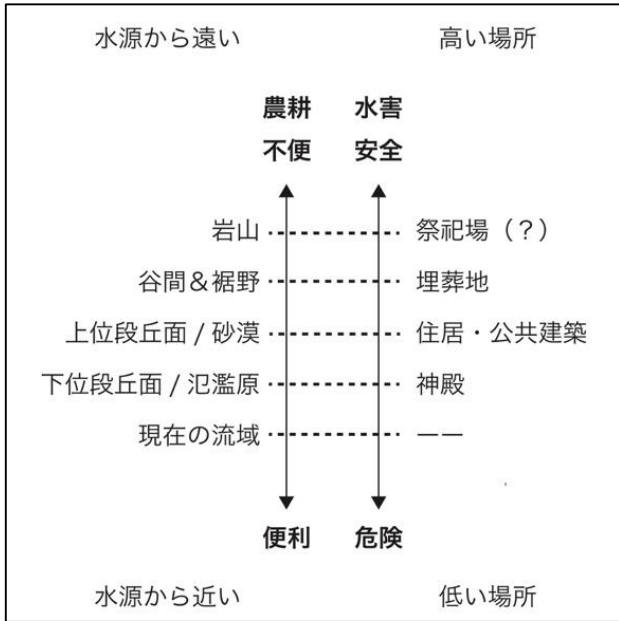 水源から遠い 高い場所
農耕 水害
不便 安全
岩山 祭祀場（？）
谷間＆裾野 埋葬地
上位段丘面 / 砂漠 住居・公共建築
下位段丘面 / 氾濫原 神殿
現在の流域 ーー
便利 危険
水源から近い 低い場所